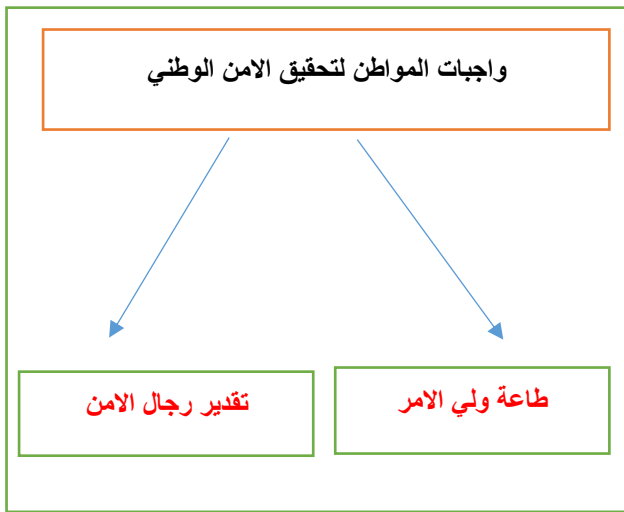 واجبات المواطن لتحقيق الامن الوطني
طاعة ولي الامر
تقدير رجال الامن